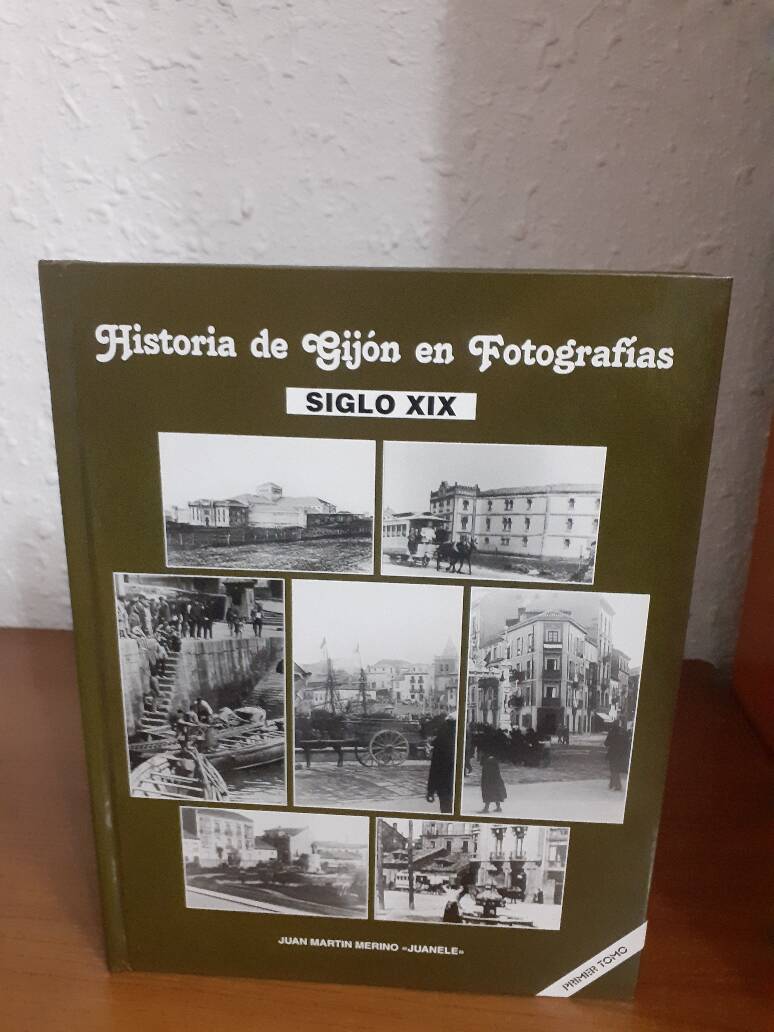 Historia de Gijón en Fotografías
SIGLO XIX
JUAN MARTIN MERINO «JUANELE»
PRIMER TOMO